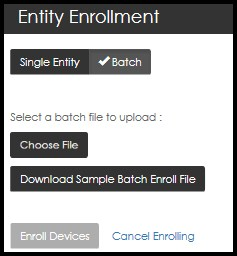 Entity Enrollment
Single Entity Batch
Select a batch file to upload :
Choose File
Download Sample Batch Enroll File
Enroll Devices Cancel Enrolling